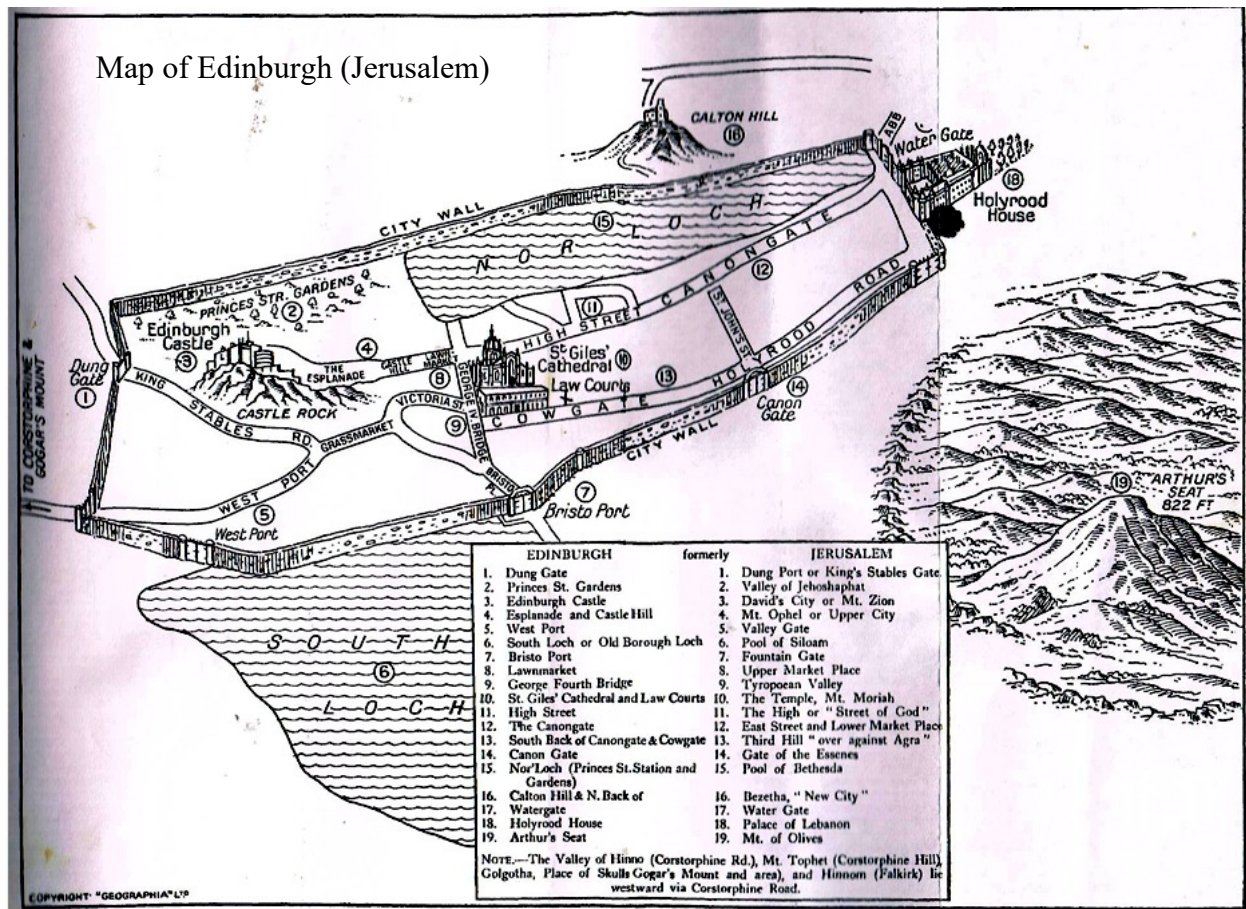 Map of Edinburgh (Jerusalem)
CALTON HILL
16
ABB
Water Gate
18
Holyrood
House
CITY WALL
15
NOR LOCH
PRINCES STR. GARDENS
2
CANONGATE
12
Edinburgh
Castle
3
4
11
HIGH STREET
ST JOHN'S ST.
HOLYROOD ROAD
Dung
Gate
1
KING STABLES RD.
THE
ESPLANADE
CASTLE
HILL
LAWN
MARKET
8
GEORGE IV. BRIDGE
St Giles'
Cathedral
10
Law Courts
13
14
Canon
Gate
CASTLE ROCK
VICTORIA ST
COWGATE
GRASSMARKET
9
CITY WALL
TO CORSTORPHINE &
GOGAR'S MOUNT
WEST PORT
5
BRISTO
7
Bristo Port
West Port
19
ARTHUR'S
SEAT
822 FT
SOUTH
6
LOCH
EDINBURGH formerly JERUSALEM
1. Dung Gate 1. Dung Port or King's Stables Gate
2. Princes St. Gardens 2. Valley of Jehoshaphat
3. Edinburgh Castle 3. David's City or Mt. Zion
4. Esplanade and Castle Hill 4. Mt. Ophel or Upper City
5. West Port 5. Valley Gate
6. South Loch or Old Borough Loch 6. Pool of Siloam
7. Bristo Port 7. Fountain Gate
8. Lawnmarket 8. Upper Market Place
9. George Fourth Bridge 9. Tyropoean Valley
10. St. Giles' Cathedral and Law Courts 10. The Temple, Mt. Moriah
11. High Street 11. The High or "Street of God"
12. The Canongate 12. East Street and Lower Market Place
13. South Back of Canongate & Cowgate 13. Third Hill "over against Agra"
14. Canon Gate 14. Gate of the Essenes
15. Nor'Loch (Princes St. Station and 15. Pool of Bethesda
Gardens)
16. Calton Hill & N. Back of 16. Bezetha, "New City"
17. Watergate 17. Water Gate
18. Holyrood House 18. Palace of Lebanon
19. Arthur's Seat 19. Mt. of Olives
NOTE.—The Valley of Hinno (Corstorphine Rd.), Mt. Tophet (Corstorphine Hill),
Golgotha, Place of Skulls Gogar's Mount and area), and Hinnom (Falkirk) lie
westward via Corstorphine Road.
COPYRIGHT · "GEOGRAPHIA" LTD